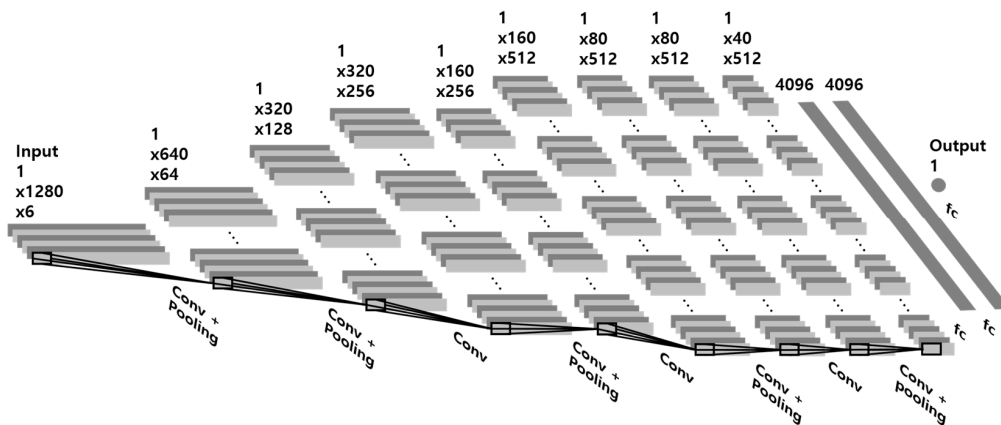 Input
1
x1280
x6
1
x640
x64
1
x320
x128
1
x320
x256
1
x160
x256
1
x160
x512
1
x80
x512
1
x80
x512
1
x40
x512
4096
4096
Output
1
fc
fc
fc
Conv +
Pooling
Conv +
Pooling
Conv
Conv +
Pooling
Conv
Conv +
Pooling
Conv
Conv +
pooling